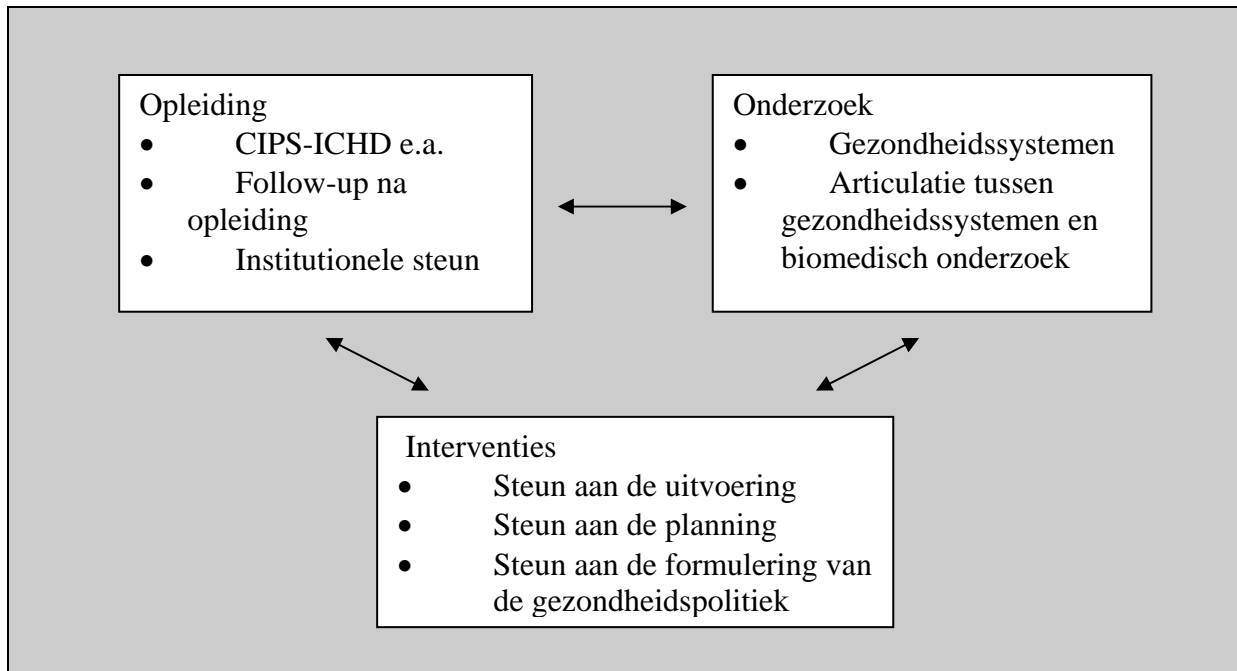 Opleiding
• CIPS-ICHD e.a.
• Follow-up na
opleiding
• Institutionele steun
Onderzoek
• Gezondheidssystemen
• Articulatie tussen
gezondheidssystemen en
biomedisch onderzoek
Interventies
• Steun aan de uitvoering
• Steun aan de planning
• Steun aan de formulering van
de gezondheidspolitiek